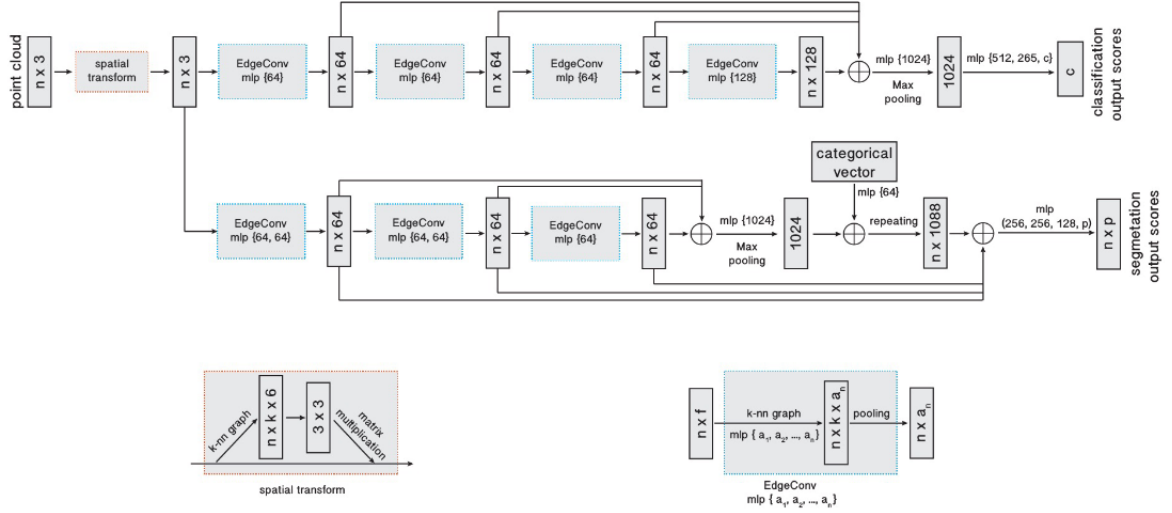 point cloud
n x 3
spatial
transform
n x 3
EdgeConv
mlp {64}
n x 64
EdgeConv
mlp {64}
n x 64
EdgeConv
mlp {64}
n x 64
EdgeConv
mlp {128}
n x 128
mlp {1024}
Max
pooling
1024
mlp {512, 265, c}
c
classification
output scores
EdgeConv
mlp {64, 64}
n x 64
EdgeConv
mlp {64, 64}
n x 64
EdgeConv
mlp {64}
n x 64
mlp {1024}
Max
pooling
1024
categorical
vector
mlp {64}
repeating
n x 1088
mlp
(256, 256, 128, p)
n x p
segmetation
output scores
k-nn graph
n x k x 6
3 x 3
matrix
multiplication
spatial transform
n x f
k-nn graph
mlp { a₁, a₂, ..., aₙ}
n x k x aₙ
pooling
n x aₙ
EdgeConv
mlp { a₁, a₂, ..., aₙ}